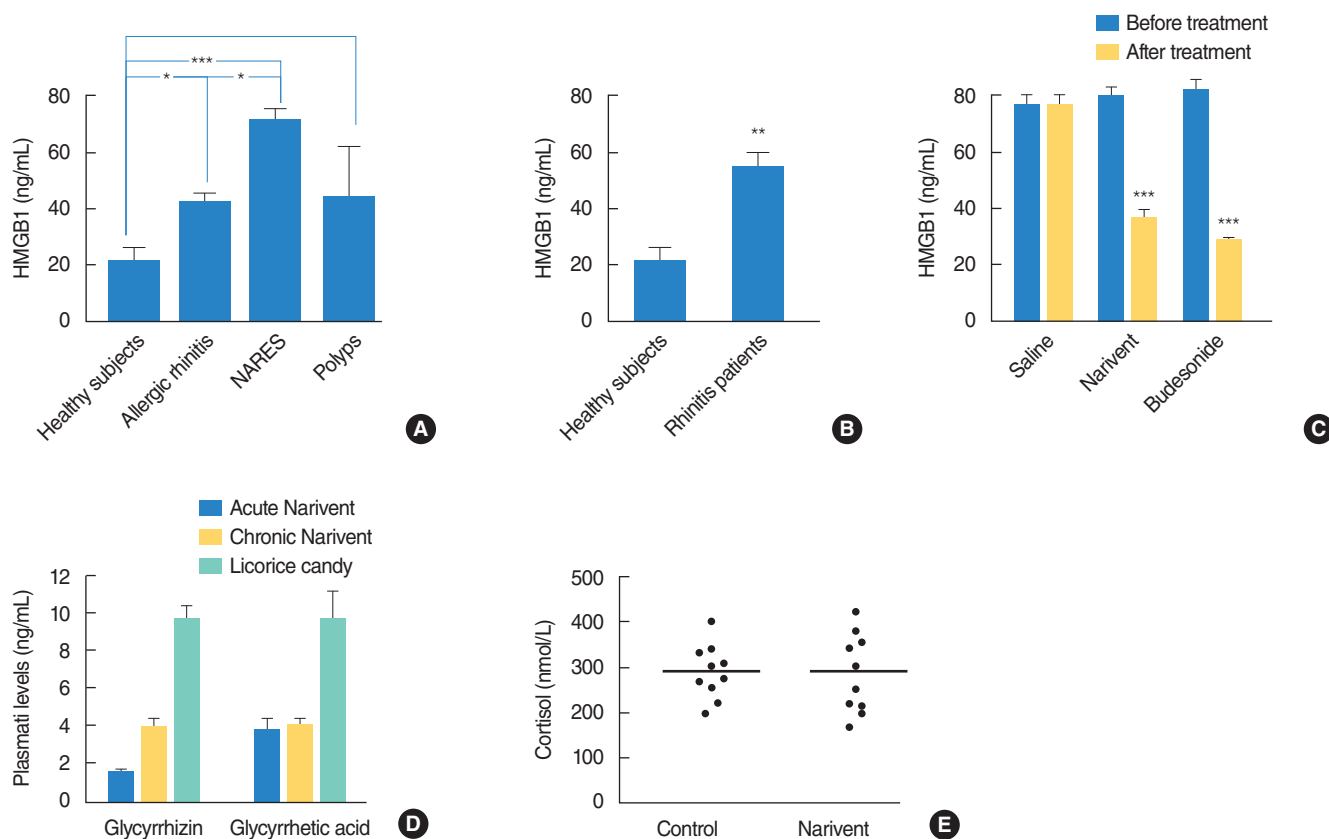 ***
* *
80
60
40
20
0
HMGB1 (ng/mL)
Healthy subjects
Allergic rhinitis
NARES
Polyps
A
80
60
40
20
0
HMGB1 (ng/mL)
**
Healthy subjects
Rhinitis patients
B
Before treatment
After treatment
80
60
40
20
0
HMGB1 (ng/mL)
***
***
Saline
Narivent
Budesonide
C
Acute Narivent
Chronic Narivent
Licorice candy
12
10
8
6
4
2
0
Plasmati levels (ng/mL)
Glycyrrhizin
Glycyrrhetic acid
D
500
400
300
200
100
0
Cortisol (nmol/L)
Control
Narivent
E